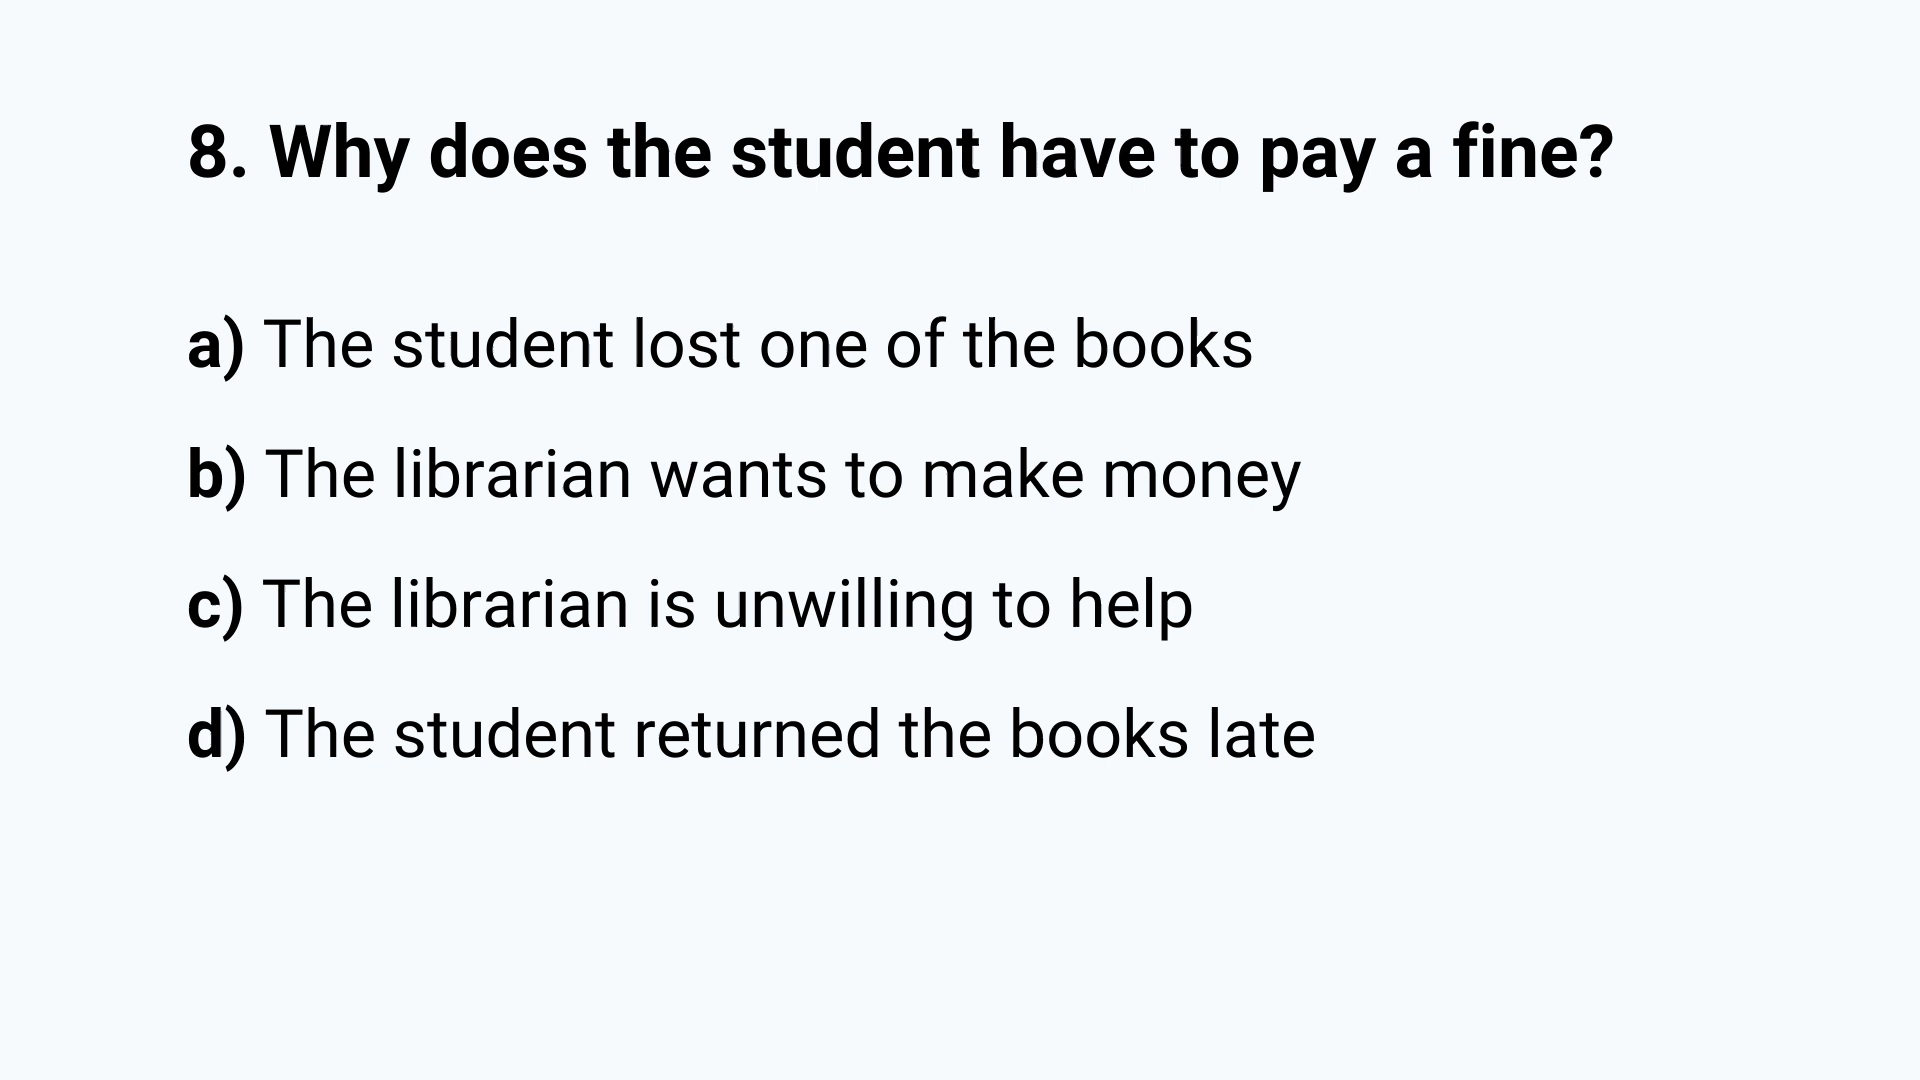 8. Why does the student have to pay a fine?
a) The student lost one of the books
b) The librarian wants to make money
c) The librarian is unwilling to help
d) The student returned the books late